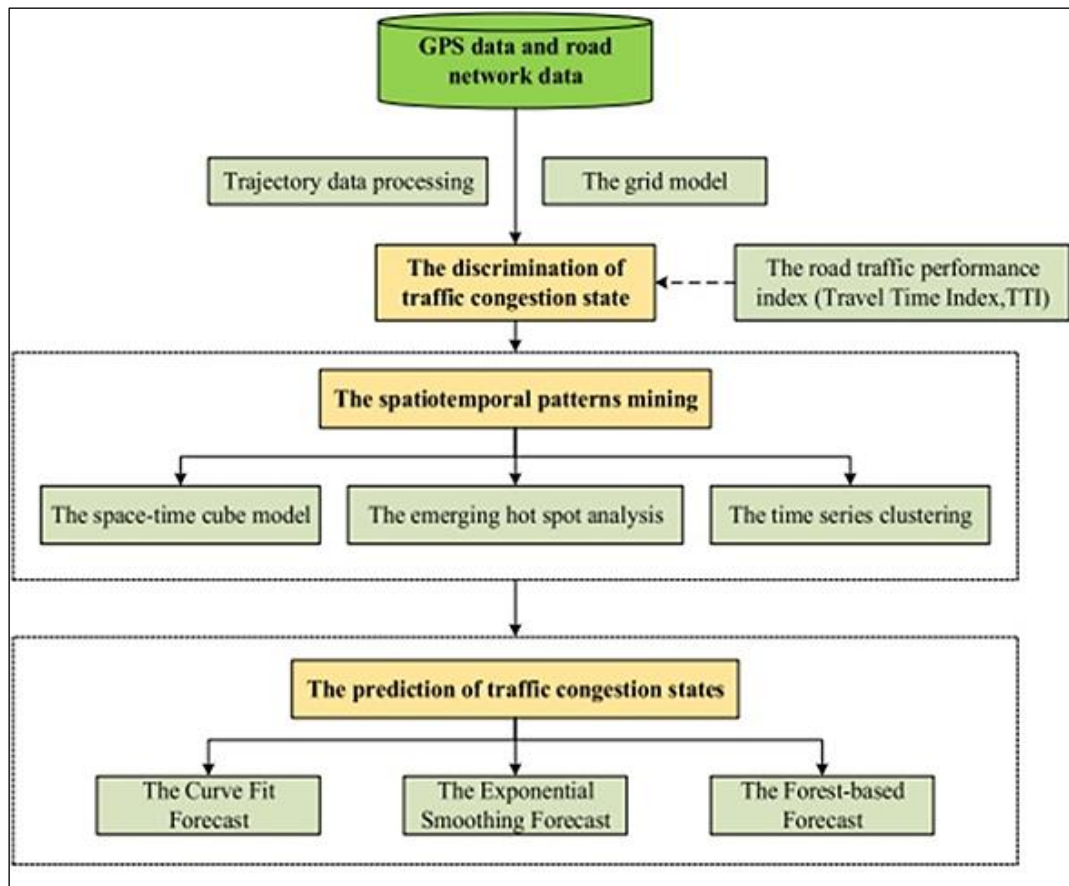 GPS data and road
network data
Trajectory data processing
The grid model
The discrimination of
traffic congestion state
The road traffic performance
index (Travel Time Index,TTI)
The spatiotemporal patterns mining
The space-time cube model
The emerging hot spot analysis
The time series clustering
The prediction of traffic congestion states
The Curve Fit
Forecast
The Exponential
Smoothing Forecast
The Forest-based
Forecast